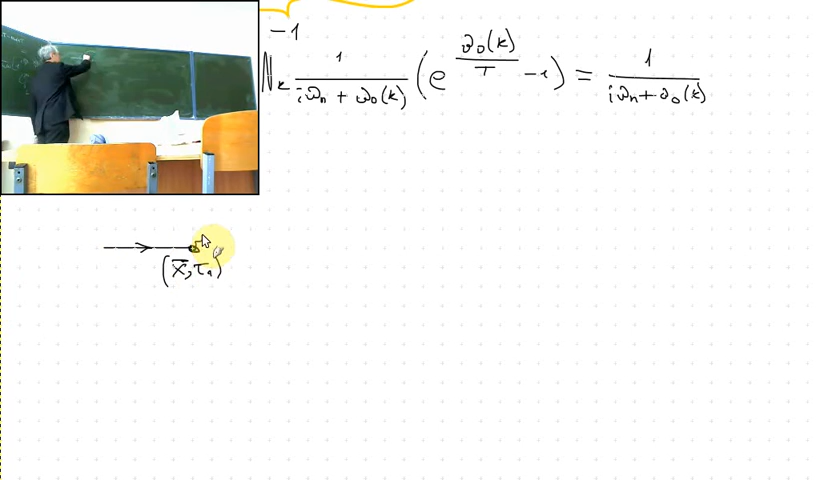 -1
N_k 1/(iω_n + ω_0(k)) (e^{ω_0(k)/T} - 1) = 1/(iω_n + ω_0(k))
(x̄, τ_1)